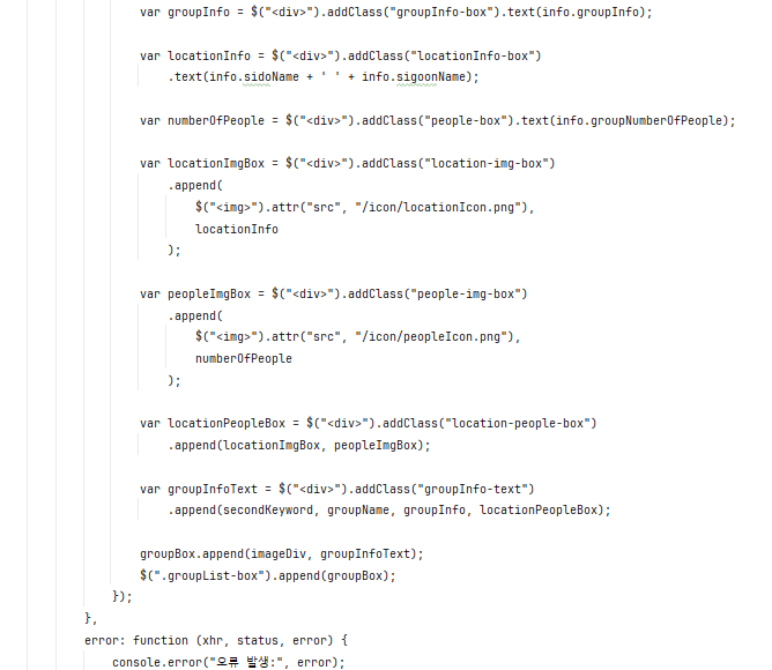 var groupInfo = $("<div>").addClass("groupInfo-box").text(info.groupInfo);
var locationInfo = $("<div>").addClass("locationInfo-box")
.text(info.sidoName + ' ' + info.sigoonName);
var numberOfPeople = $("<div>").addClass("people-box").text(info.groupNumberOfPeople);
var locationImgBox = $("<div>").addClass("location-img-box")
.append(
$("<img>").attr("src", "/icon/locationIcon.png"),
locationInfo
);
var peopleImgBox = $("<div>").addClass("people-img-box")
.append(
$("<img>").attr("src", "/icon/peopleIcon.png"),
numberOfPeople
);
var locationPeopleBox = $("<div>").addClass("location-people-box")
.append(locationImgBox, peopleImgBox);
var groupInfoText = $("<div>").addClass("groupInfo-text")
.append(secondKeyword, groupName, groupInfo, locationPeopleBox);
groupBox.append(imageDiv, groupInfoText);
$(".groupList-box").append(groupBox);
});
},
error: function (xhr, status, error) {
console.error("오류 발생:", error);